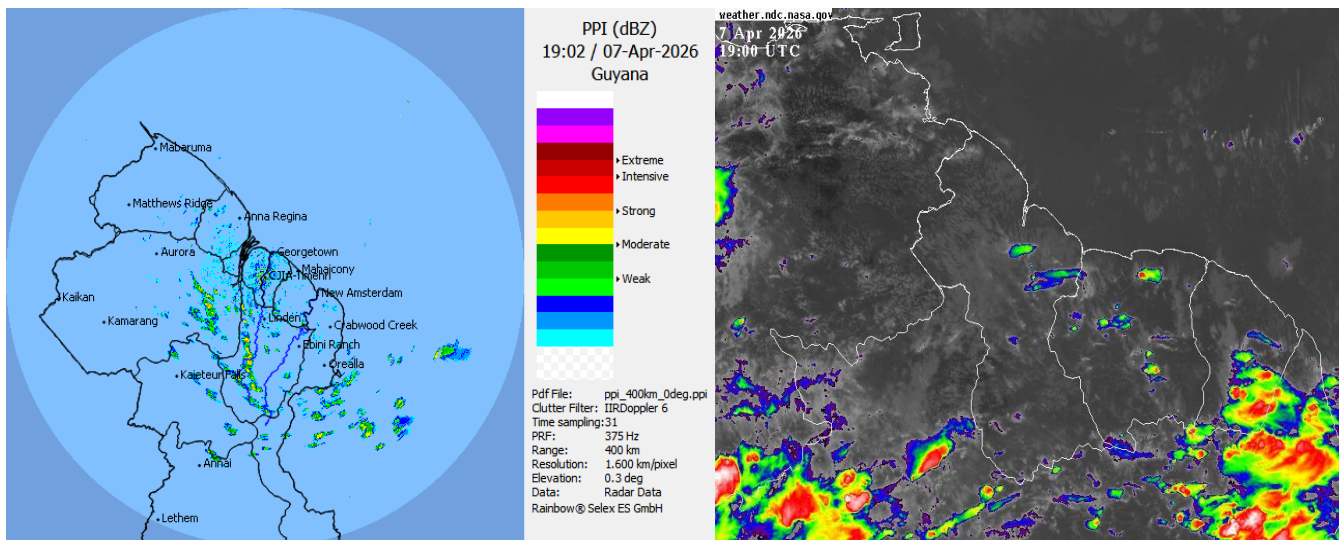 Mabaruma
Matthews Ridge
Anna Regina
Aurora
Georgetown
CJIA-Timehri
Mahaicony
New Amsterdam
Kaikan
Kamarang
Linden
Crabwood Creek
Ebini Ranch
Orealla
Kaieteur Falls
Annai
Lethem
PPI (dBZ)
19:02 / 07-Apr-2026
Guyana
Extreme
Intensive
Strong
Moderate
Weak
Pdf File: ppi_400km_0deg.ppi
Clutter Filter: IIRDoppler 6
Time sampling:31
PRF: 375 Hz
Range: 400 km
Resolution: 1.600 km/pixel
Elevation: 0.3 deg
Data: Radar Data
Rainbow® Selex ES GmbH
weather.ndc.nasa.gov
7 Apr 2026
19:00 UTC